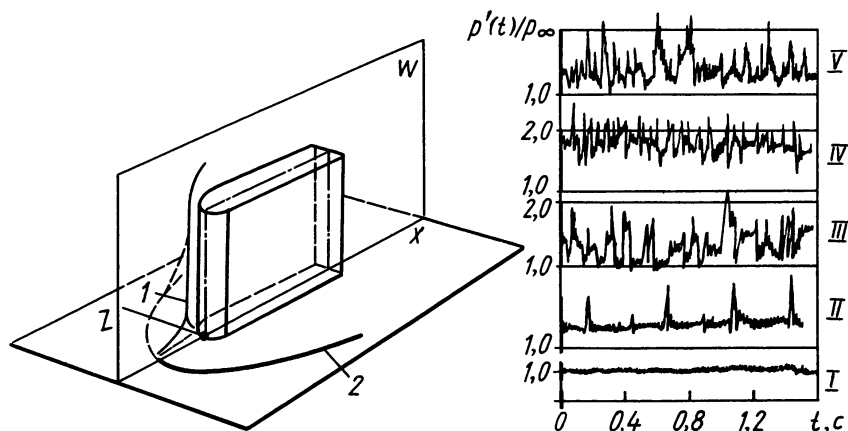 W
X
Z
1
2
p'(t)/p∞
V
1,0
2,0
IV
1,0
2,0
III
1,0
II
1,0
1,0
I
0 0,4 0,8 1,2 t,c